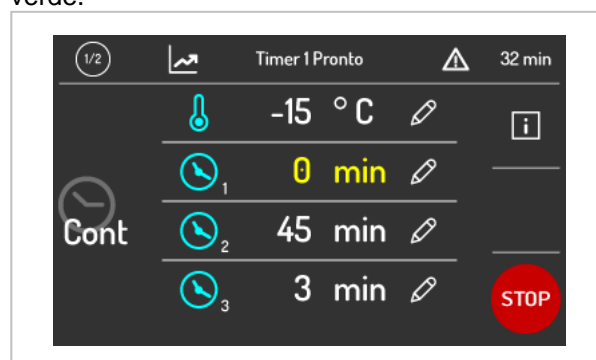 verde.
1/2 Timer 1 Pronto 32 min
-15 °C
i
1 0 min
Cont
2 45 min
3 3 min
STOP